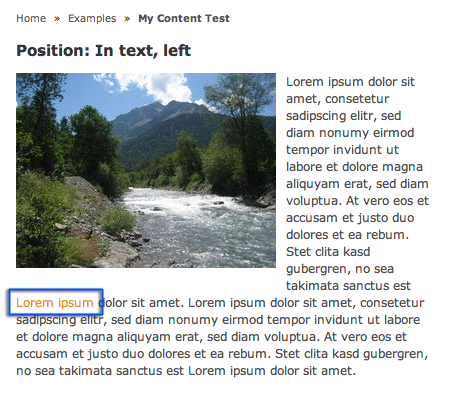 Home » Examples » My Content Test
Position: In text, left
Lorem ipsum dolor sit
amet, consetetur
sadipscing elitr, sed
diam nonumy eirmod
tempor invidunt ut
labore et dolore magna
aliquyam erat, sed diam
voluptua. At vero eos et
accusam et justo duo
dolores et ea rebum.
Stet clita kasd
gubergren, no sea
takimata sanctus est
Lorem ipsum dolor sit amet. Lorem ipsum dolor sit amet, consetetur
sadipscing elitr, sed diam nonumy eirmod tempor invidunt ut labore
et dolore magna aliquyam erat, sed diam voluptua. At vero eos et
accusam et justo duo dolores et ea rebum. Stet clita kasd gubergren,
no sea takimata sanctus est Lorem ipsum dolor sit amet.